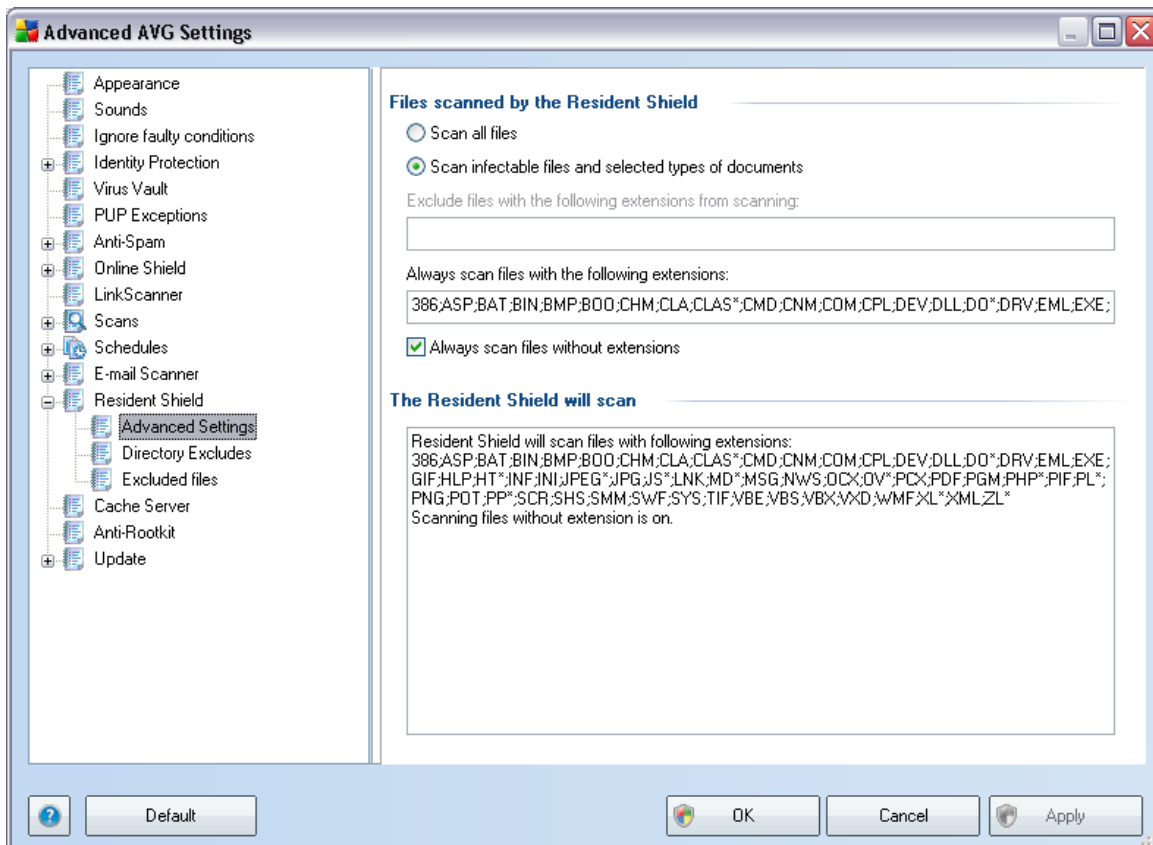 Advanced AVG Settings
Appearance
Sounds
Ignore faulty conditions
Identity Protection
Virus Vault
PUP Exceptions
Anti-Spam
Online Shield
LinkScanner
Scans
Schedules
E-mail Scanner
Resident Shield
Advanced Settings
Directory Excludes
Excluded files
Cache Server
Anti-Rootkit
Update
Files scanned by the Resident Shield
Scan all files
Scan infectable files and selected types of documents
Exclude files with the following extensions from scanning:
Always scan files with the following extensions:
386;ASP;BAT;BIN;BMP;BOO;CHM;CLA;CLAS*;CMD;CNM;COM;CPL;DEV;DLL;DO*;DRV;EML;EXE;
Always scan files without extensions
The Resident Shield will scan
Resident Shield will scan files with following extensions:
386;ASP;BAT;BIN;BMP;BOO;CHM;CLA;CLAS*;CMD;CNM;COM;CPL;DEV;DLL;DO*;DRV;EML;EXE;
GIF;HLP;HT*;INF;INI;JPEG*;JPG;JS*;LNK;MD*;MSG;NWS;OCX;OV*;PCX;PDF;PGM;PHP*;PIF;PL*;
PNG;POT;PP*;SCR;SHS;SMM;SWF;SYS;TIF;VBE;VBS;VBX;VXD;WMF;XL*;XML;ZL*
Scanning files without extension is on.
?
Default
OK
Cancel
Apply